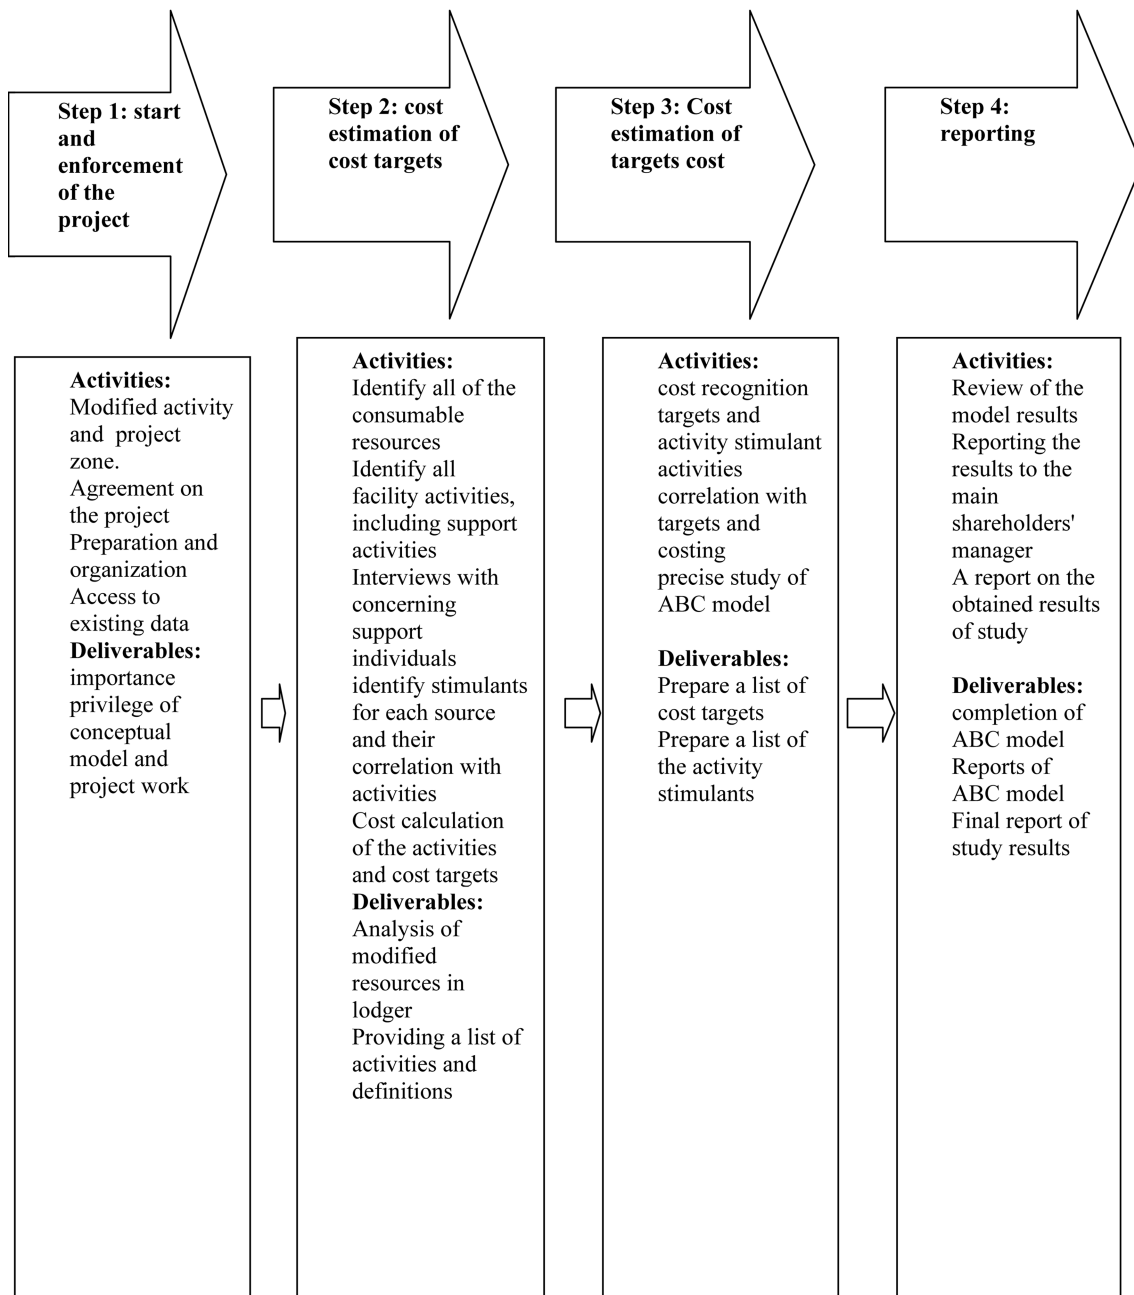 Step 1: start
and
enforcement
of the
project
Step 2: cost
estimation of
cost targets
Step 3: Cost
estimation of
targets cost
Step 4:
reporting
Activities:
Modified activity
and project
zone.
Agreement on
the project
Preparation and
organization
Access to
existing data
Deliverables:
importance
privilege of
conceptual
model and
project work
Activities:
Identify all of the
consumable
resources
Identify all
facility activities,
including support
activities
Interviews with
concerning
support
individuals
identify stimulants
for each source
and their
correlation with
activities
Cost calculation
of the activities
and cost targets
Deliverables:
Analysis of
modified
resources in
lodger
Providing a list of
activities and
definitions
Activities:
cost recognition
targets and
activity stimulant
activities
correlation with
targets and
costing
precise study of
ABC model
Deliverables:
Prepare a list of
cost targets
Prepare a list of
the activity
stimulants
Activities:
Review of the
model results
Reporting the
results to the
main
shareholders'
manager
A report on the
obtained results
of study
Deliverables:
completion of
ABC model
Reports of
ABC model
Final report of
study results